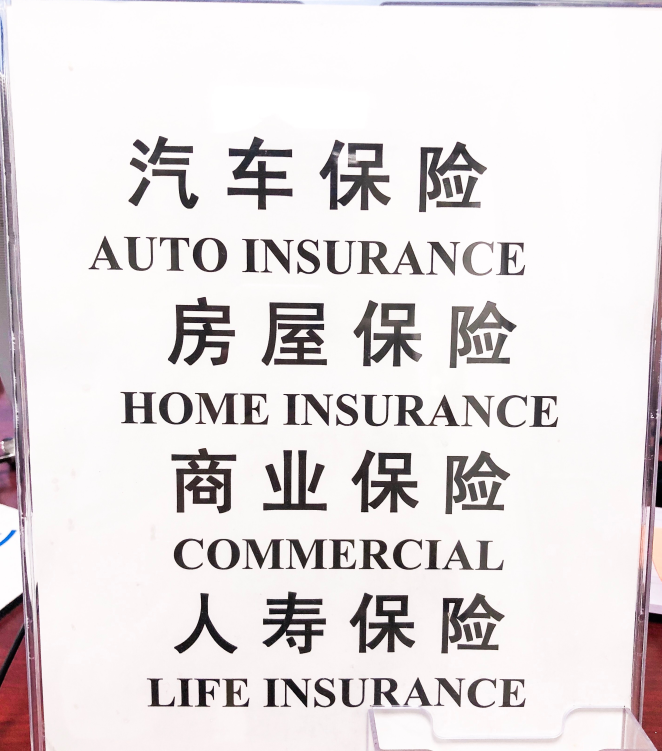 汽车保险
AUTO INSURANCE
房屋保险
HOME INSURANCE
商业保险
COMMERCIAL
人寿保险
LIFE INSURANCE